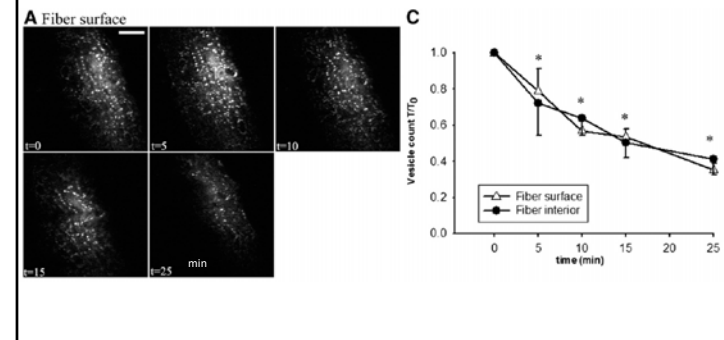 A Fiber surface
t=0
t=5
t=10
t=15
t=25
min
C
Vesicle count T/T0
1.0
0.8
0.6
0.4
0.2
0.0
*
*
*
*
Fiber surface
Fiber interior
0 5 10 15 20 25
time (min)